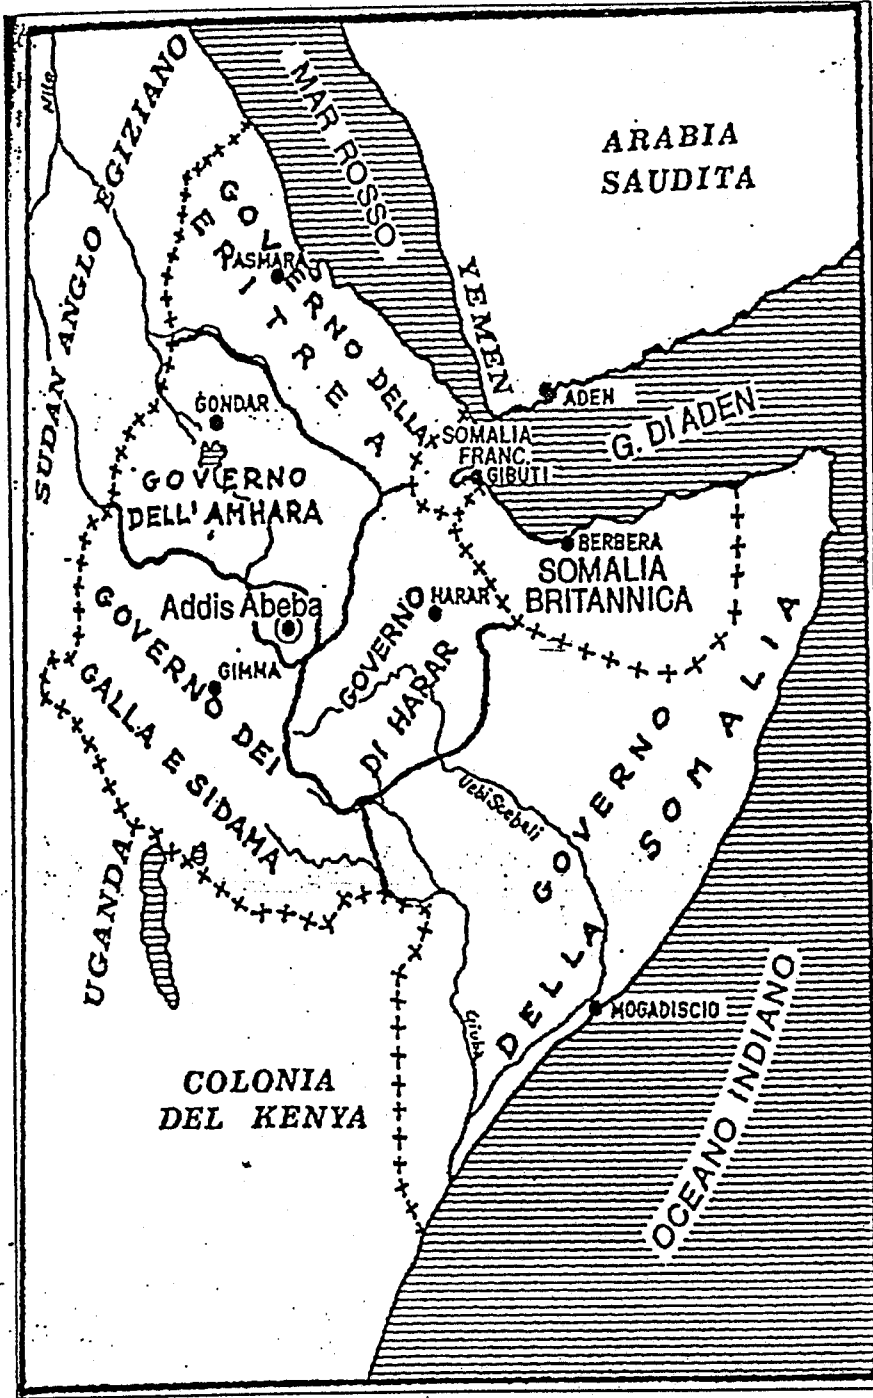 Nilo
MAR ROSSO
ARABIA
SAUDITA
SUDAN ANGLO EGIZIANO
GOVERNO DELLA
ERITREA
YEMEN
GONDAR
ADEN
G. DI ADEN
SOMALIA
FRANC.
GIBUTI
GOVERNO
DELL'AMHARA
BERBERA
SOMALIA
BRITANNICA
Addis Abeba
HARAR
GOVERNO
DI HARAR
GIMMA
GOVERNO DEI
GALLA E SIDAMA
Uebi Scebeli
GOVERNO
DELLA
SOMALIA
UGANDA
MOGADISCIO
Giuba
COLONIA
DEL KENYA
OCEANO INDIANO